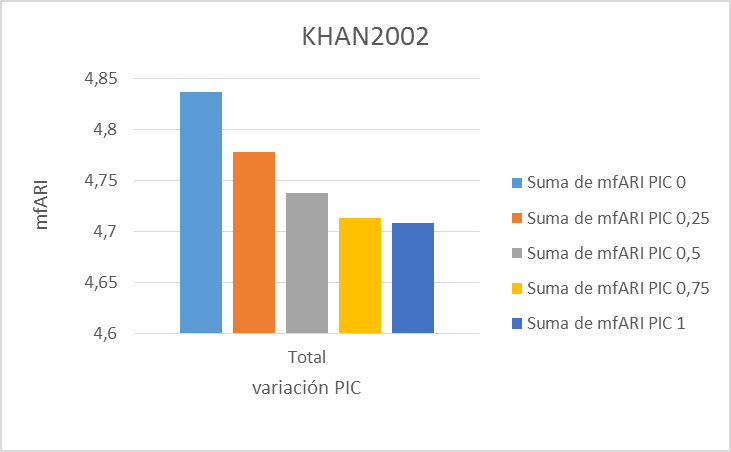 KHAN2002
4,85
4,8
4,75
4,7
4,65
4,6
mfARI
Total
variación PIC
Suma de mfARI PIC 0
Suma de mfARI PIC 0,25
Suma de mfARI PIC 0,5
Suma de mfARI PIC 0,75
Suma de mfARI PIC 1